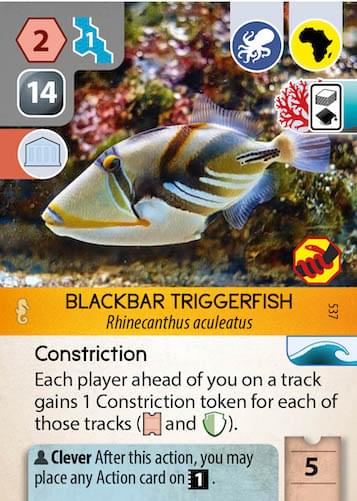 2
1
14
BLACKBAR TRIGGERFISH
Rhinecanthus aculeatus
537
Constriction
Each player ahead of you on a track
gains 1 Constriction token for each of
those tracks ( and ).
Clever After this action, you may
place any Action card on 1 .
5